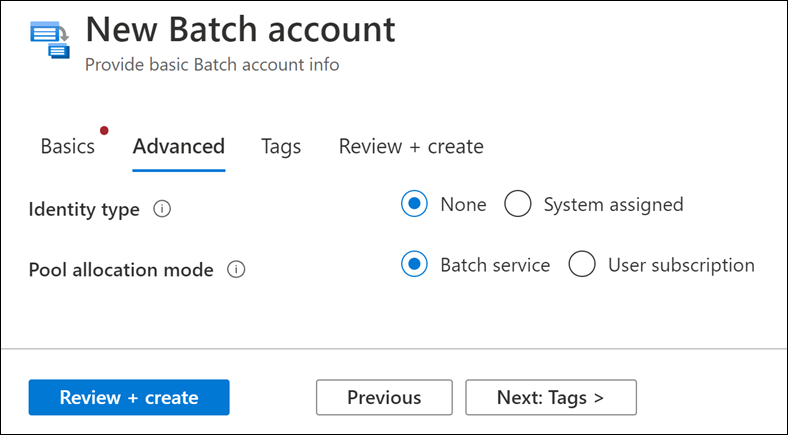 New Batch account
Provide basic Batch account info
Basics Advanced Tags Review + create
Identity type None System assigned
Pool allocation mode Batch service User subscription
Review + create Previous Next: Tags >